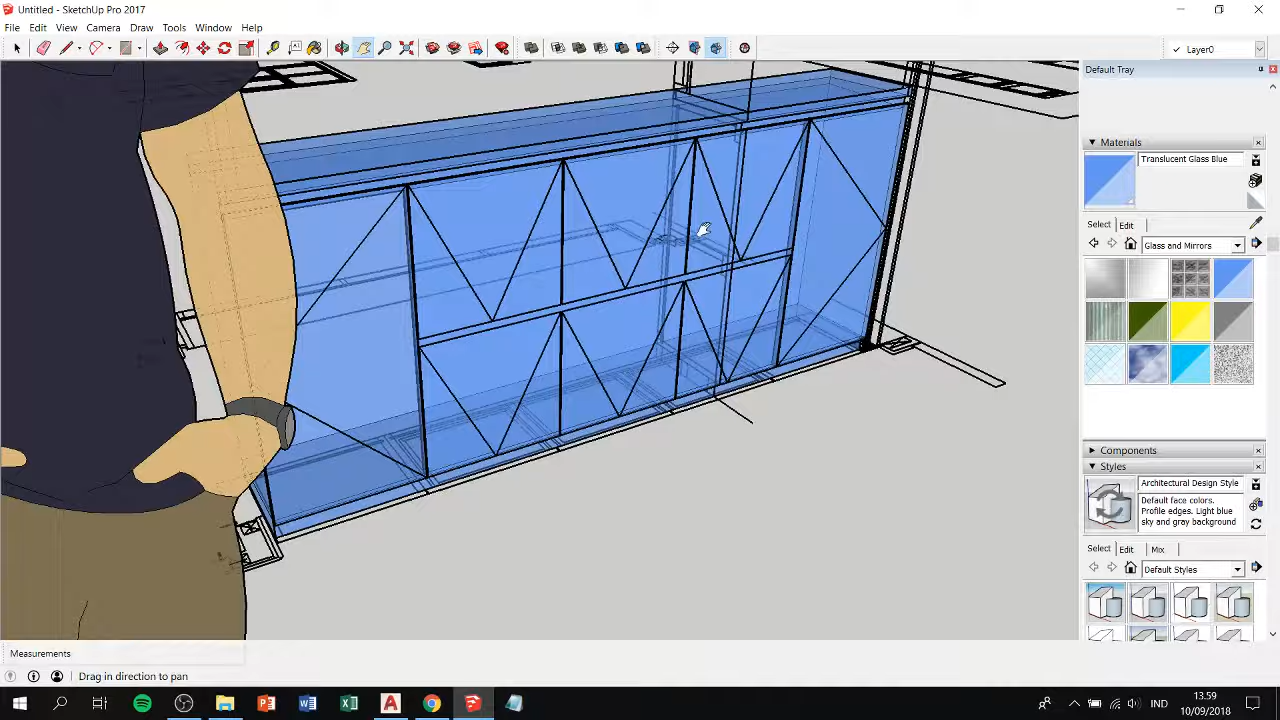 Untitled - SketchUp Pro 2017
File Edit View Camera Draw Tools Window Help
Layer0
Default Tray
Materials
Translucent Glass Blue
Select Edit
Glass and Mirrors
Components
Styles
Architectural Design Style
Default face colors.
Profile edges. Light blue
sky and gray background
Select Edit Mix
Default Styles
Measurements
Drag in direction to pan
IND
13.59
10/09/2018